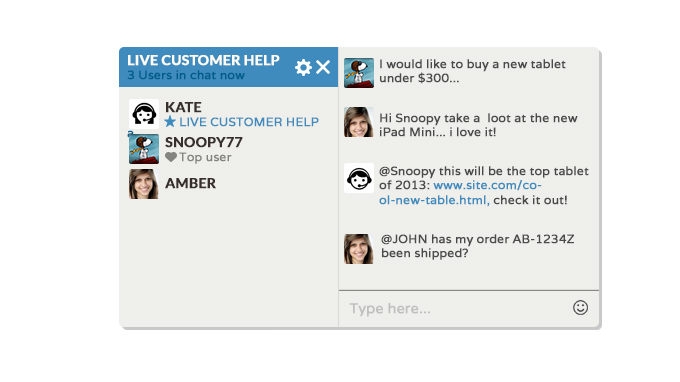 LIVE CUSTOMER HELP
3 Users in chat now
KATE
LIVE CUSTOMER HELP
a
SNOOPY77
Top user
AMBER
I would like to buy a new tablet
under $300...
Hi Snoopy take a  loot at the new
iPad Mini... i love it!
@Snoopy this will be the top tablet
of 2013: www.site.com/co-
ol-new-table.html, check it out!
@JOHN has my order AB-1234Z
been shipped?
Type here...